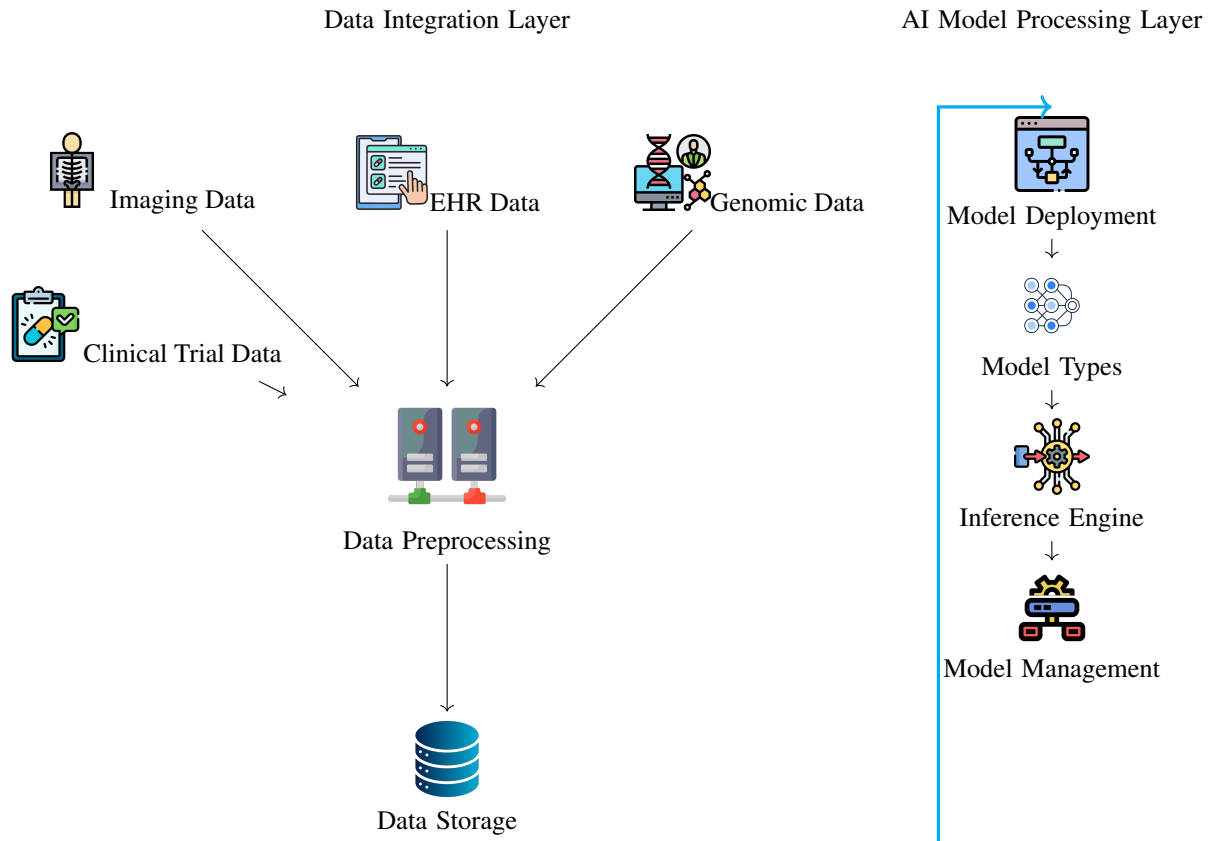 Data Integration Layer
AI Model Processing Layer
Imaging Data
EHR Data
Genomic Data
Clinical Trial Data
Data Preprocessing
Data Storage
Model Deployment
Model Types
Inference Engine
Model Management